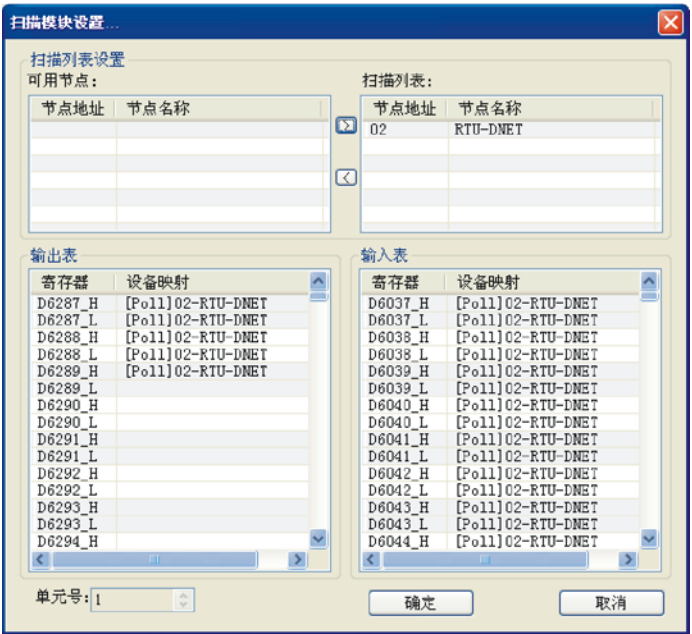 扫描模块设置...
扫描列表设置
可用节点: 扫描列表:
节点地址 节点名称 节点地址 节点名称
02 RTU-DNET
输出表 输入表
寄存器 设备映射 寄存器 设备映射
D6287_H [Poll]02-RTU-DNET D6037_H [Poll]02-RTU-DNET
D6287_L [Poll]02-RTU-DNET D6037_L [Poll]02-RTU-DNET
D6288_H [Poll]02-RTU-DNET D6038_H [Poll]02-RTU-DNET
D6288_L [Poll]02-RTU-DNET D6038_L [Poll]02-RTU-DNET
D6289_H [Poll]02-RTU-DNET D6039_H [Poll]02-RTU-DNET
D6289_L D6039_L [Poll]02-RTU-DNET
D6290_H D6040_H [Poll]02-RTU-DNET
D6290_L D6040_L [Poll]02-RTU-DNET
D6291_H D6041_H [Poll]02-RTU-DNET
D6291_L D6041_L [Poll]02-RTU-DNET
D6292_H D6042_H [Poll]02-RTU-DNET
D6292_L D6042_L [Poll]02-RTU-DNET
D6293_H D6043_H [Poll]02-RTU-DNET
D6293_L D6043_L [Poll]02-RTU-DNET
D6294_H D6044_H [Poll]02-RTU-DNET
单元号: 1 确定 取消